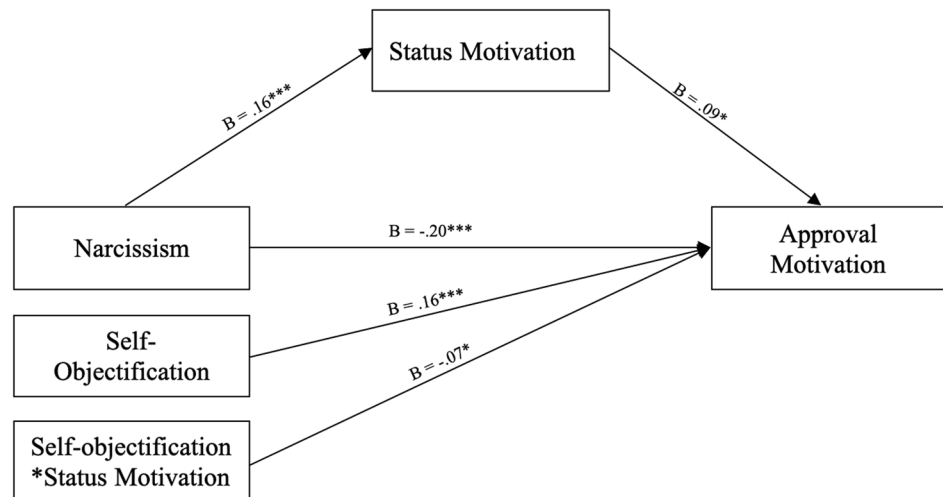 Status Motivation
B = .16***
B = .09*
Narcissism
B = -.20***
Approval
Motivation
B = .16***
Self-
Objectification
B = -.07*
Self-objectification
*Status Motivation